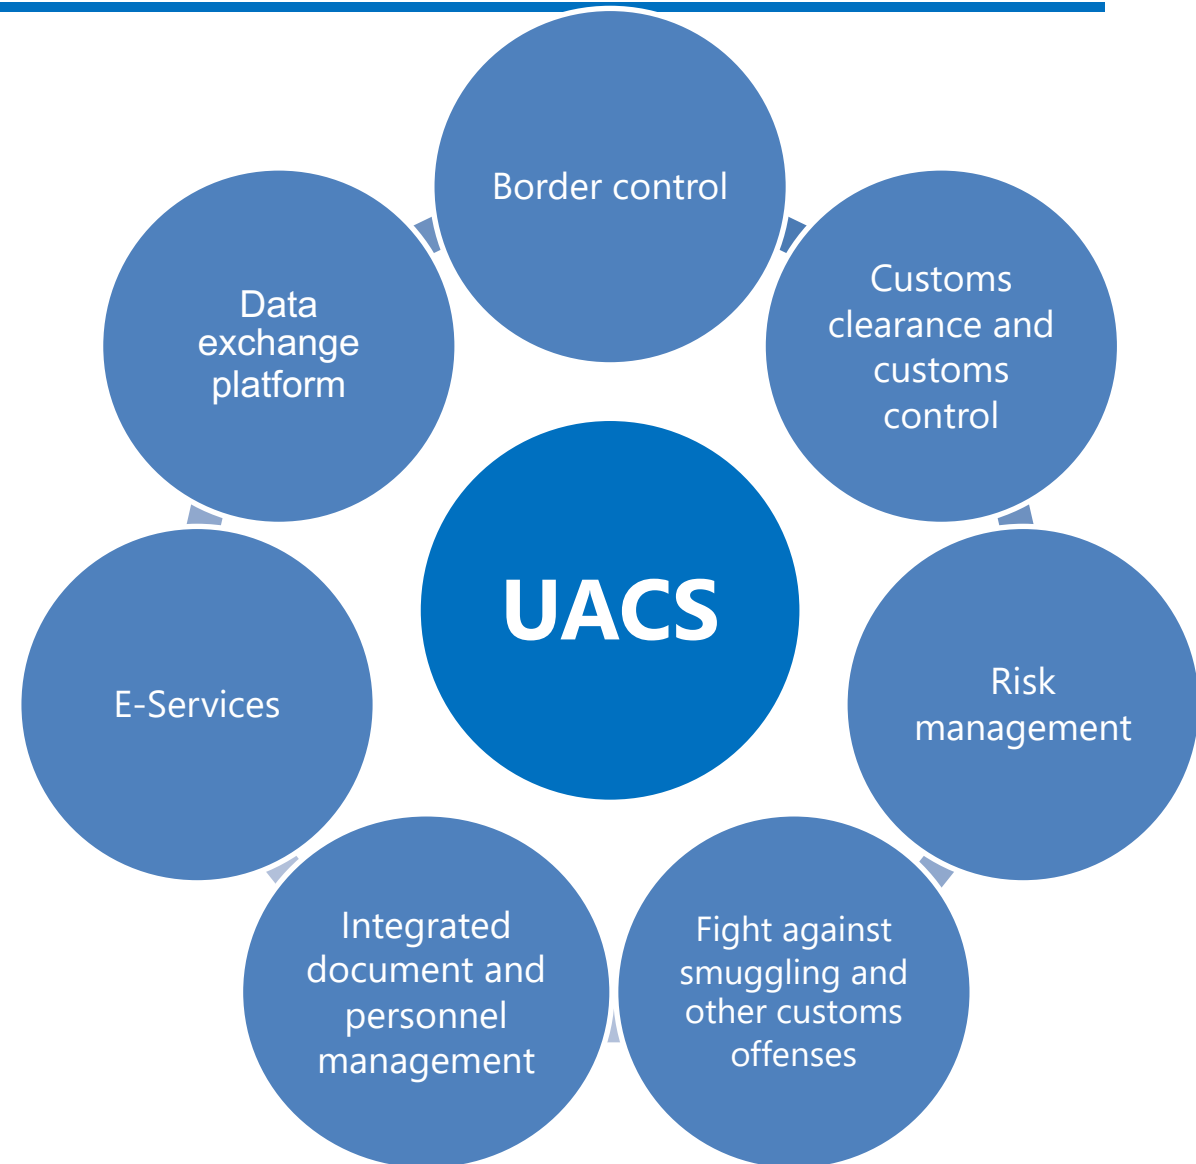 Border control
Customs
clearance and
customs
control
Risk
management
Fight against
smuggling and
other customs
offenses
Integrated
document and
personnel
management
E-Services
Data
exchange
platform
UACS